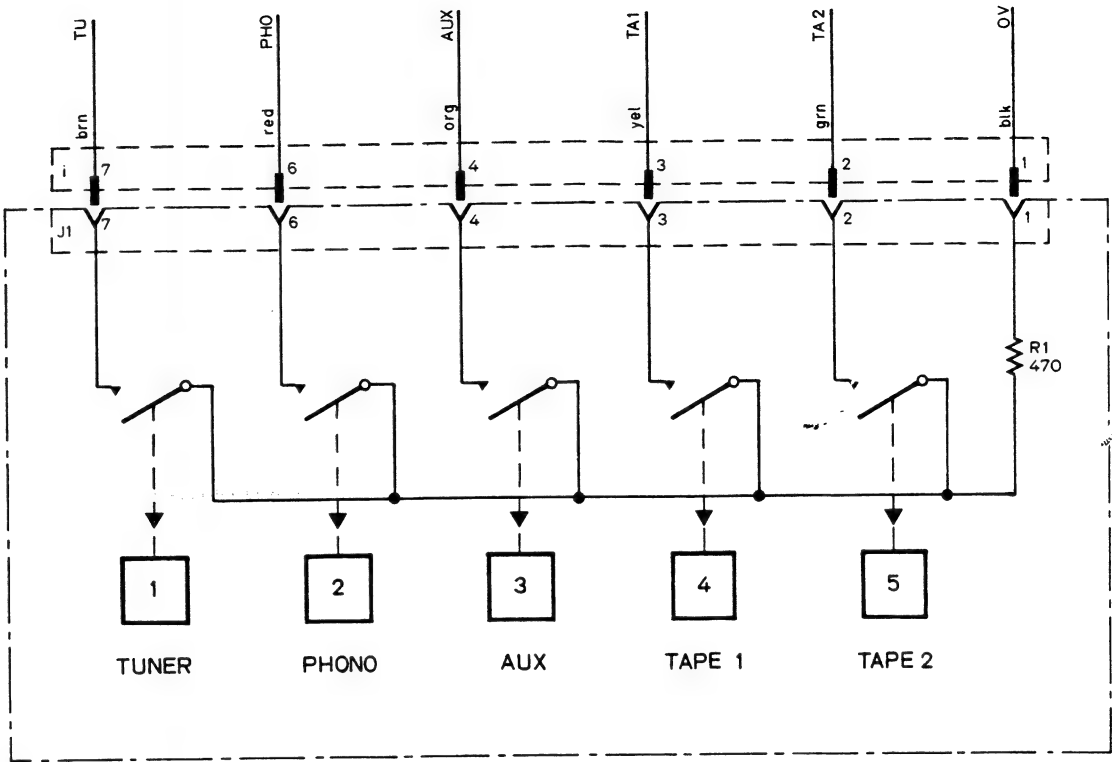 TU PHO AUX TA1 TA2 OV
brn red org yel grn blk
i 7 6 4 3 2 1
J1 7 6 4 3 2 1
R1
470
1 2 3 4 5
TUNER PHONO AUX TAPE 1 TAPE 2